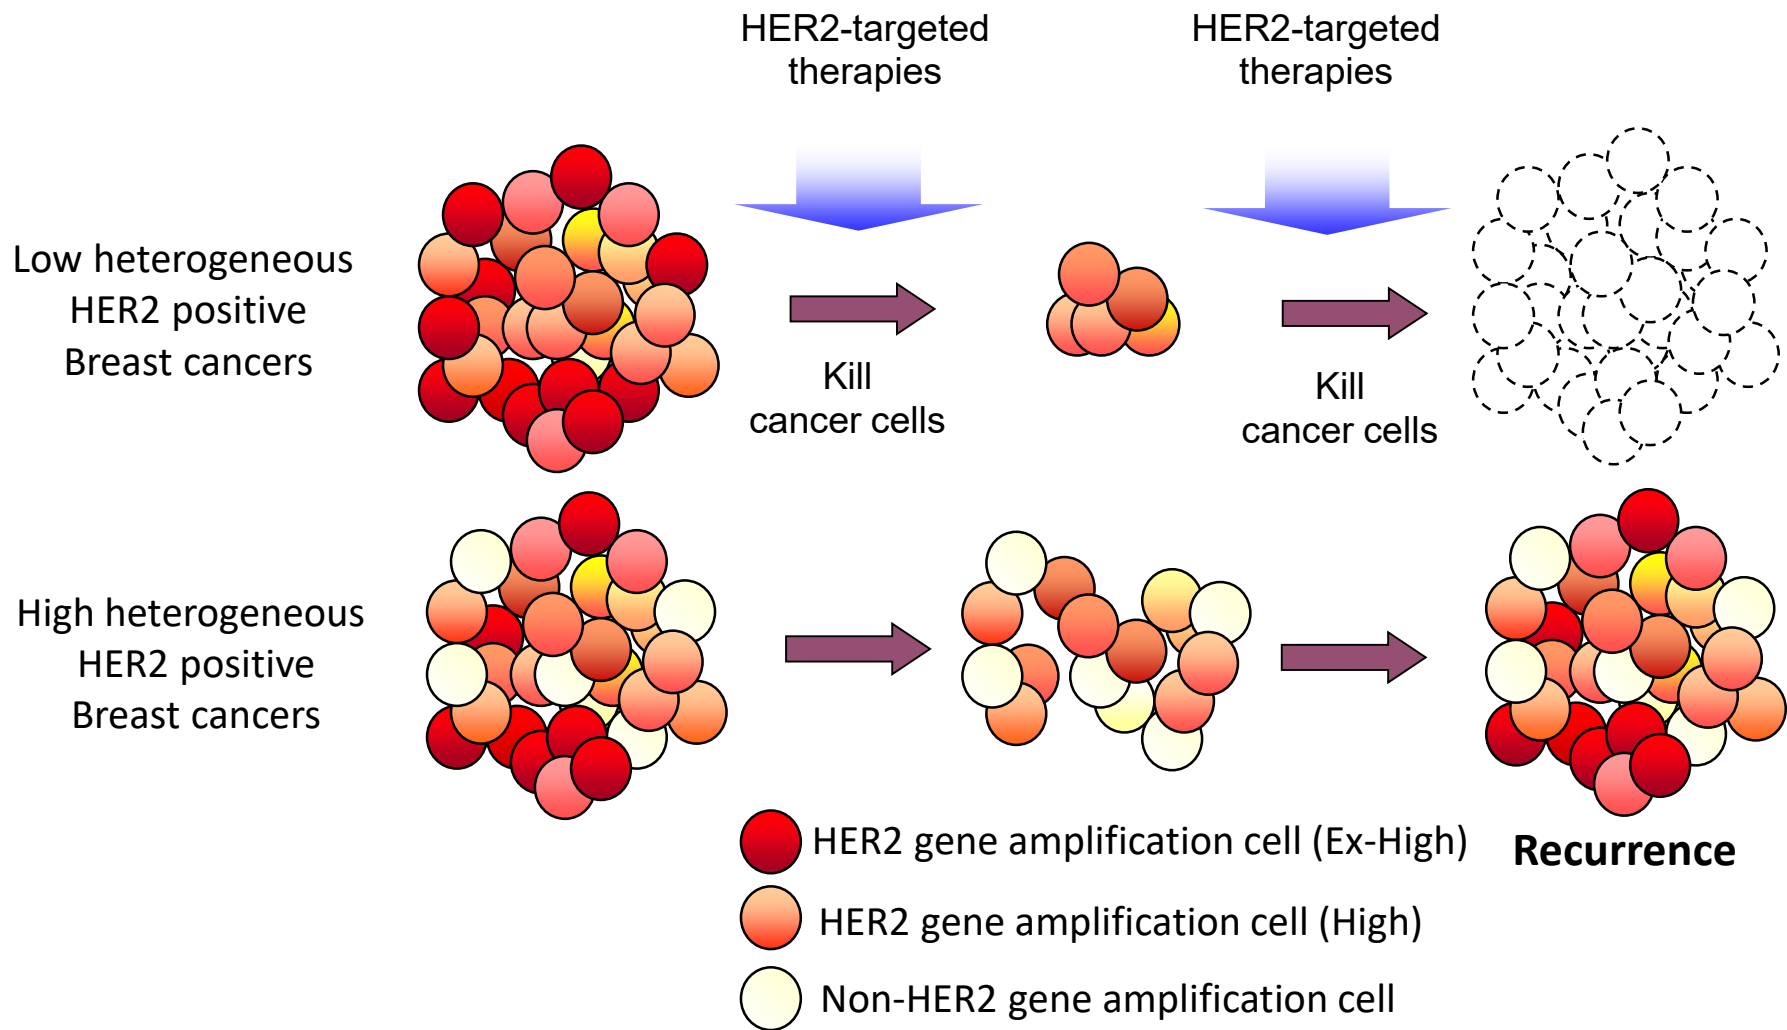 HER2-targeted
therapies
HER2-targeted
therapies
Low heterogeneous
HER2 positive
Breast cancers
Kill
cancer cells
Kill
cancer cells
High heterogeneous
HER2 positive
Breast cancers
HER2 gene amplification cell (Ex-High)
Recurrence
HER2 gene amplification cell (High)
Non-HER2 gene amplification cell